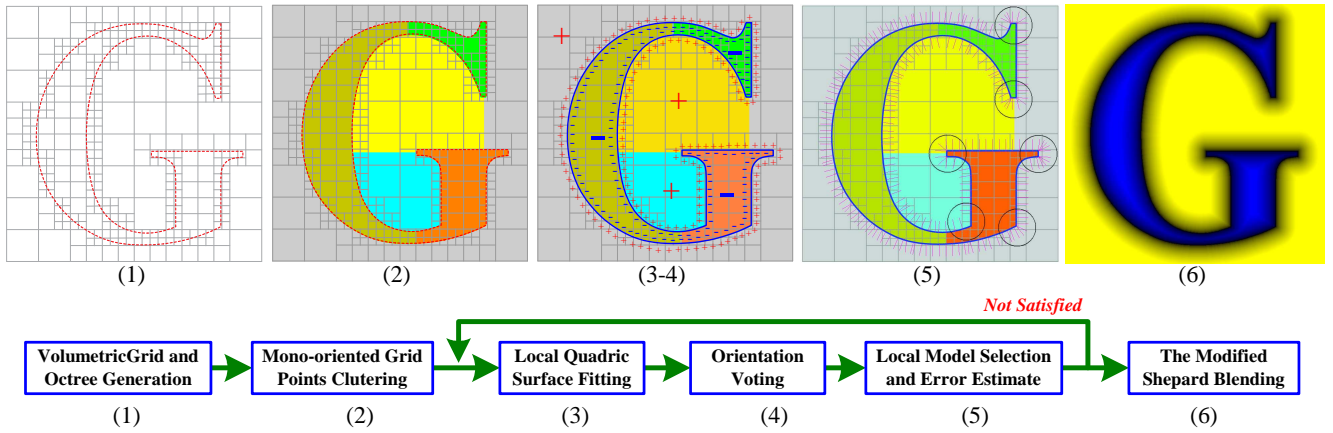 (1)
(2)
(3-4)
(5)
(6)
Not Satisfied
VolumetricGrid and
Octree Generation
Mono-oriented Grid
Points Clutering
Local Quadric
Surface Fitting
Orientation
Voting
Local Model Selection
and Error Estimate
The Modified
Shepard Blending
(1)
(2)
(3)
(4)
(5)
(6)